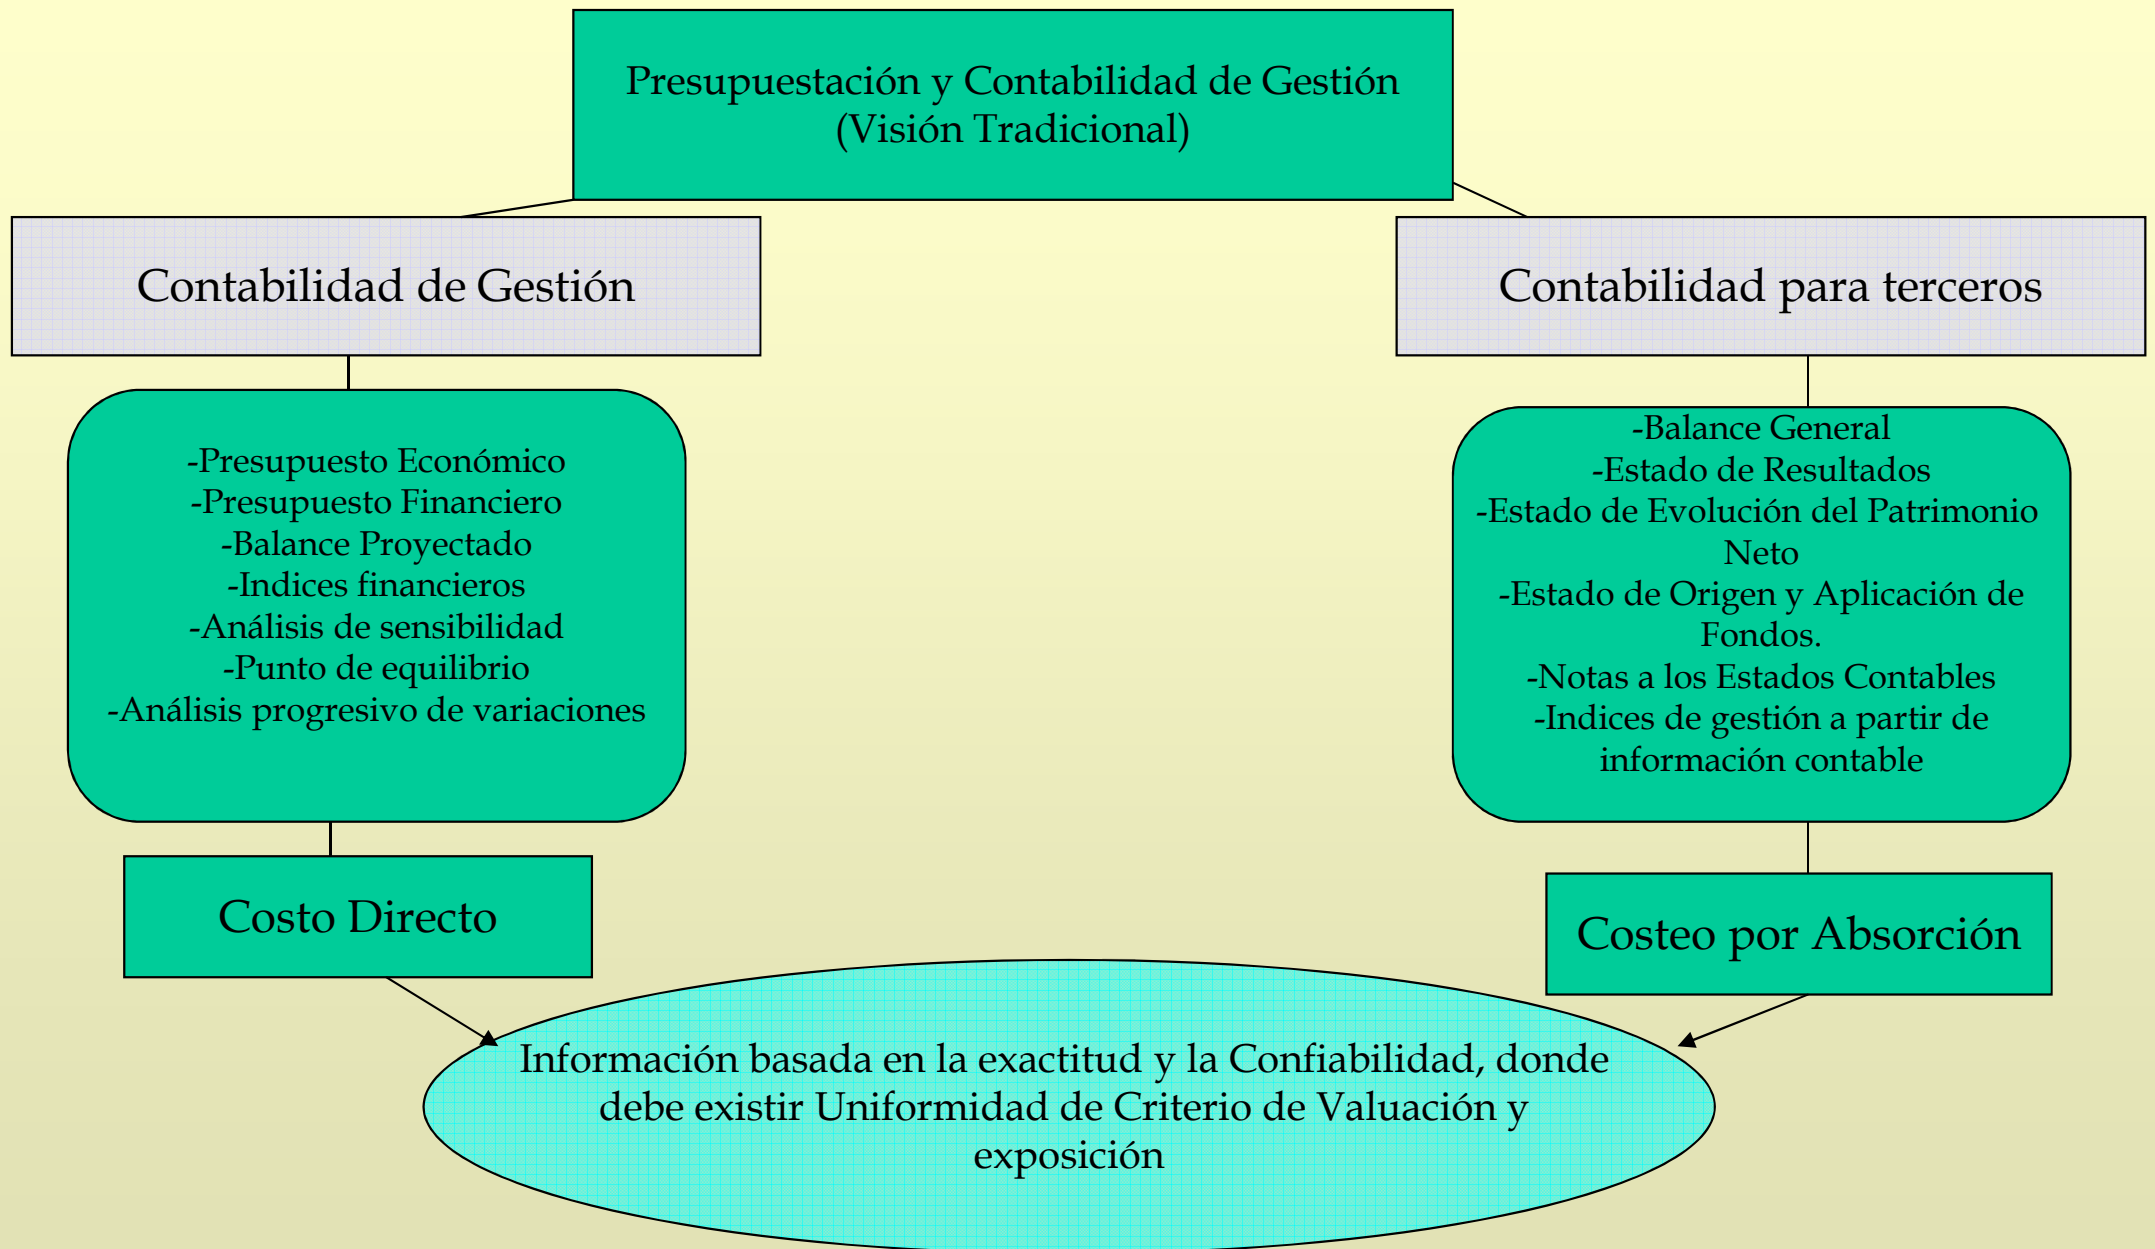 Presupuestación y Contabilidad de Gestión
(Visión Tradicional)
Contabilidad de Gestión
Contabilidad para terceros
-Presupuesto Económico
-Presupuesto Financiero
-Balance Proyectado
-Indices financieros
-Análisis de sensibilidad
-Punto de equilibrio
-Análisis progresivo de variaciones
-Balance General
-Estado de Resultados
-Estado de Evolución del Patrimonio
Neto
-Estado de Origen y Aplicación de
Fondos.
-Notas a los Estados Contables
-Indices de gestión a partir de
información contable
Costo Directo
Costeo por Absorción
Información basada en la exactitud y la Confiabilidad, donde
debe existir Uniformidad de Criterio de Valuación y
exposición